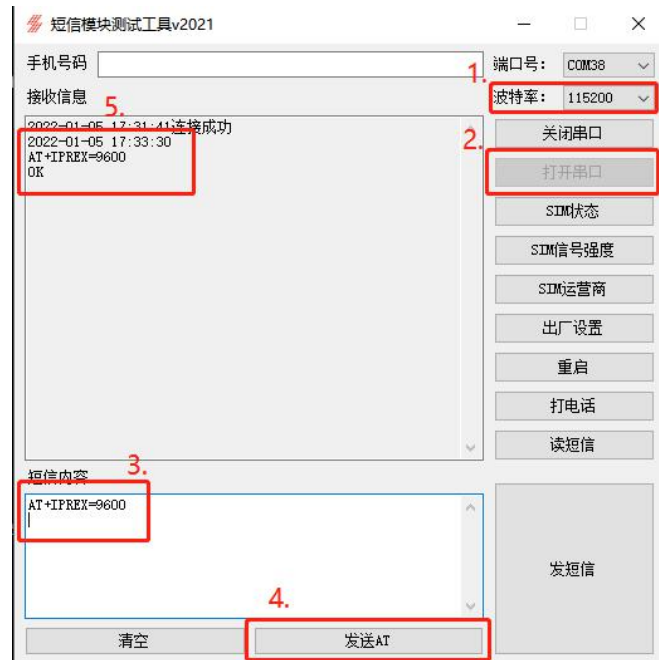 短信模块测试工具v2021
手机号码
1.
端口号: COM38
接收信息
波特率: 115200
5.
2.
2022-01-05 17:31:41连接成功
2022-01-05 17:33:30
AT+IPREX=9600
OK
关闭串口
打开串口
SIM状态
SIM信号强度
SIM运营商
出厂设置
重启
打电话
读短信
短信内容
3.
AT+IPREX=9600
发短信
4.
清空
发送AT